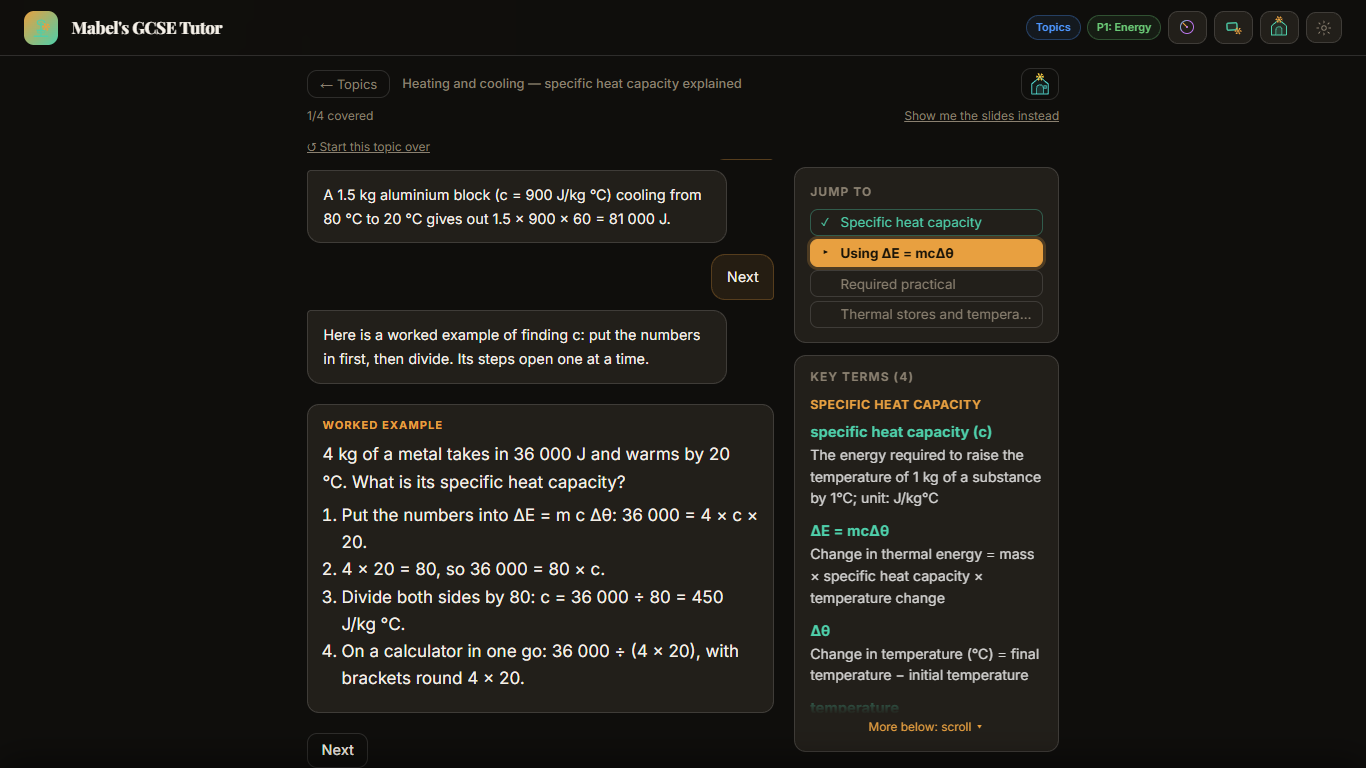 Mabel's GCSE Tutor
Topics
P1: Energy
← Topics
Heating and cooling — specific heat capacity explained
1/4 covered
Show me the slides instead
↺ Start this topic over
A 1.5 kg aluminium block (c = 900 J/kg °C) cooling from
80 °C to 20 °C gives out 1.5 × 900 × 60 = 81 000 J.
Next
Here is a worked example of finding c: put the numbers
in first, then divide. Its steps open one at a time.
WORKED EXAMPLE
4 kg of a metal takes in 36 000 J and warms by 20
°C. What is its specific heat capacity?
1. Put the numbers into ΔE = m c Δθ: 36 000 = 4 × c ×
20.
2. 4 × 20 = 80, so 36 000 = 80 × c.
3. Divide both sides by 80: c = 36 000 ÷ 80 = 450
J/kg °C.
4. On a calculator in one go: 36 000 ÷ (4 × 20), with
brackets round 4 × 20.
Next
JUMP TO
✓ Specific heat capacity
▸ Using ΔE = mcΔθ
Required practical
Thermal stores and tempera...
KEY TERMS (4)
SPECIFIC HEAT CAPACITY
specific heat capacity (c)
The energy required to raise the
temperature of 1 kg of a substance
by 1°C; unit: J/kg°C
ΔE = mcΔθ
Change in thermal energy = mass
× specific heat capacity ×
temperature change
Δθ
Change in temperature (°C) = final
temperature − initial temperature
temperature
More below: scroll ▾